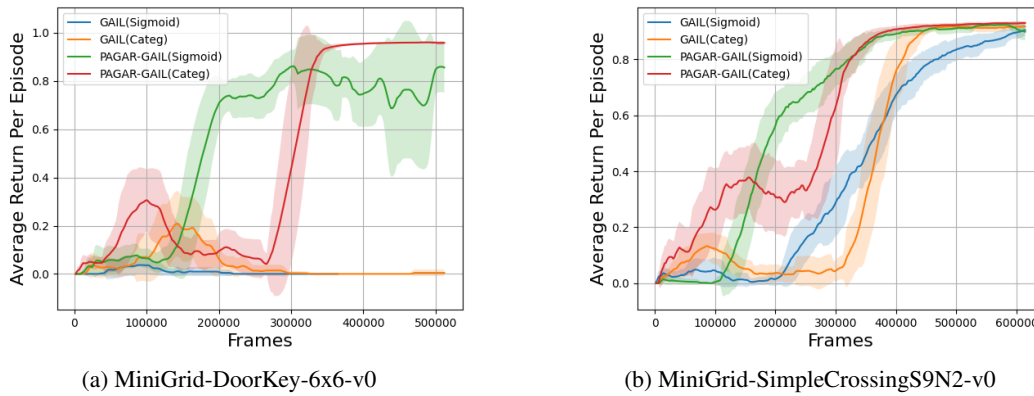 GAIL(Sigmoid)
GAIL(Categ)
PAGAR-GAIL(Sigmoid)
PAGAR-GAIL(Categ)
Average Return Per Episode
1.0
0.8
0.6
0.4
0.2
0.0
0 100000 200000 300000 400000 500000
Frames
(a) MiniGrid-DoorKey-6x6-v0
GAIL(Sigmoid)
GAIL(Categ)
PAGAR-GAIL(Sigmoid)
PAGAR-GAIL(Categ)
Average Return Per Episode
0.8
0.6
0.4
0.2
0.0
0 100000 200000 300000 400000 500000 600000
Frames
(b) MiniGrid-SimpleCrossingS9N2-v0